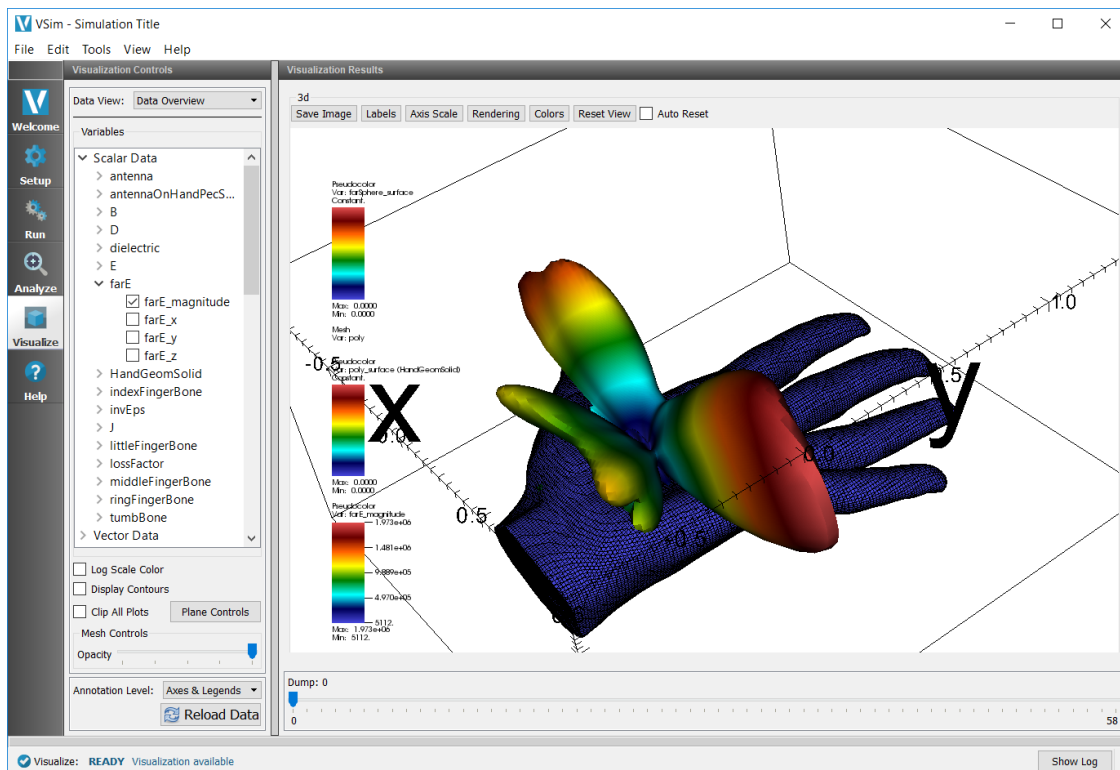 VSim - Simulation Title
File Edit Tools View Help
Visualization Controls
Visualization Results
Welcome
Setup
Run
Analyze
Visualize
Help
Data View: Data Overview
Variables
Scalar Data
antenna
antennaOnHandPecS...
B
D
dielectric
E
farE
farE_magnitude
farE_x
farE_y
farE_z
HandGeomSolid
indexFingerBone
invEps
J
littleFingerBone
lossFactor
middleFingerBone
ringFingerBone
tumbBone
Vector Data
Log Scale Color
Display Contours
Clip All Plots Plane Controls
Mesh Controls
Opacity
Annotation Level: Axes & Legends
Reload Data
3d
Save Image Labels Axis Scale Rendering Colors Reset View Auto Reset
Pseudocolor
Var: farSphere_surface
Constant.
Max: 0.0000
Min: 0.0000
Mesh
Var: poly
Pseudocolor
Var: poly_surface (HandGeomSolid)
Constant.
Max: 0.0000
Min: 0.0000
Pseudocolor
Var: farE_magnitude
1.973e+06
1.481e+06
9.889e+05
4.970e+05
5112.
Max: 1.973e+06
Min: 5112.
-0.5
X
0.0
0.5
-0.5
0.0
0.5
y
1.0
Dump: 0
0 58
Visualize: READY Visualization available
Show Log